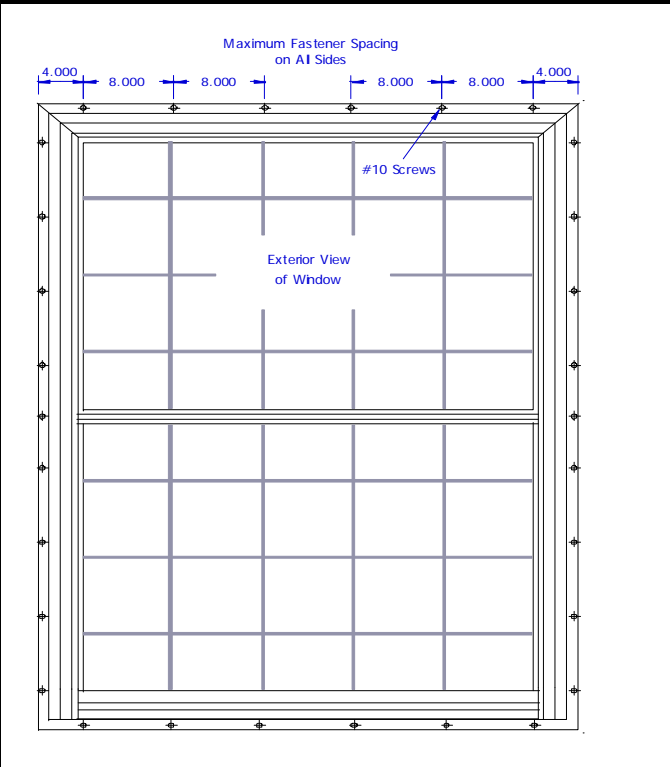 Maximum Fastener Spacing
on All Sides
4.000
8.000
8.000
8.000
8.000
4.000
#10 Screws
Exterior View
of Window